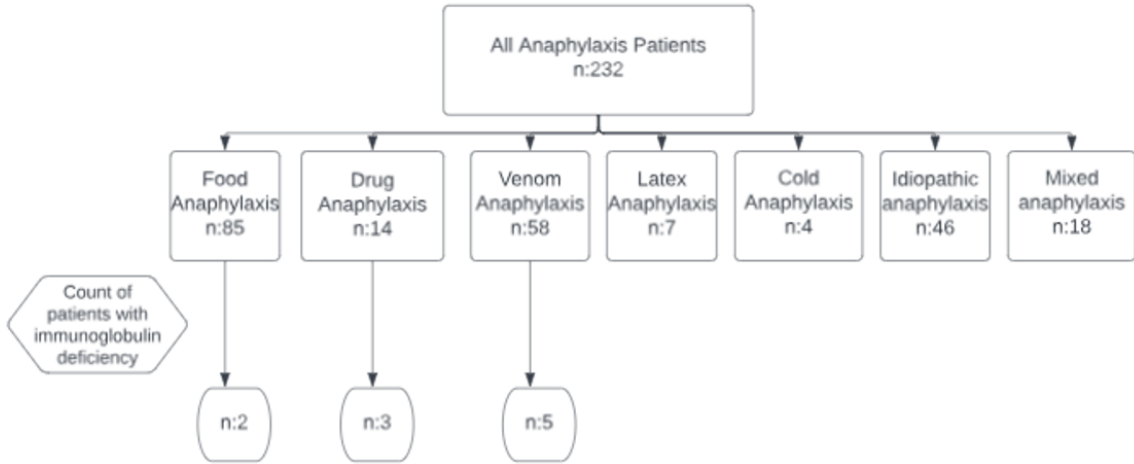 All Anaphylaxis Patients
n:232
Food
Anaphylaxis
n:85
Drug
Anaphylaxis
n:14
Venom
Anaphylaxis
n:58
Latex
Anaphylaxis
n:7
Cold
Anaphylaxis
n:4
Idiopathic
anaphylaxis
n:46
Mixed
anaphylaxis
n:18
Count of
patients with
immunoglobulin
deficiency
n:2
n:3
n:5